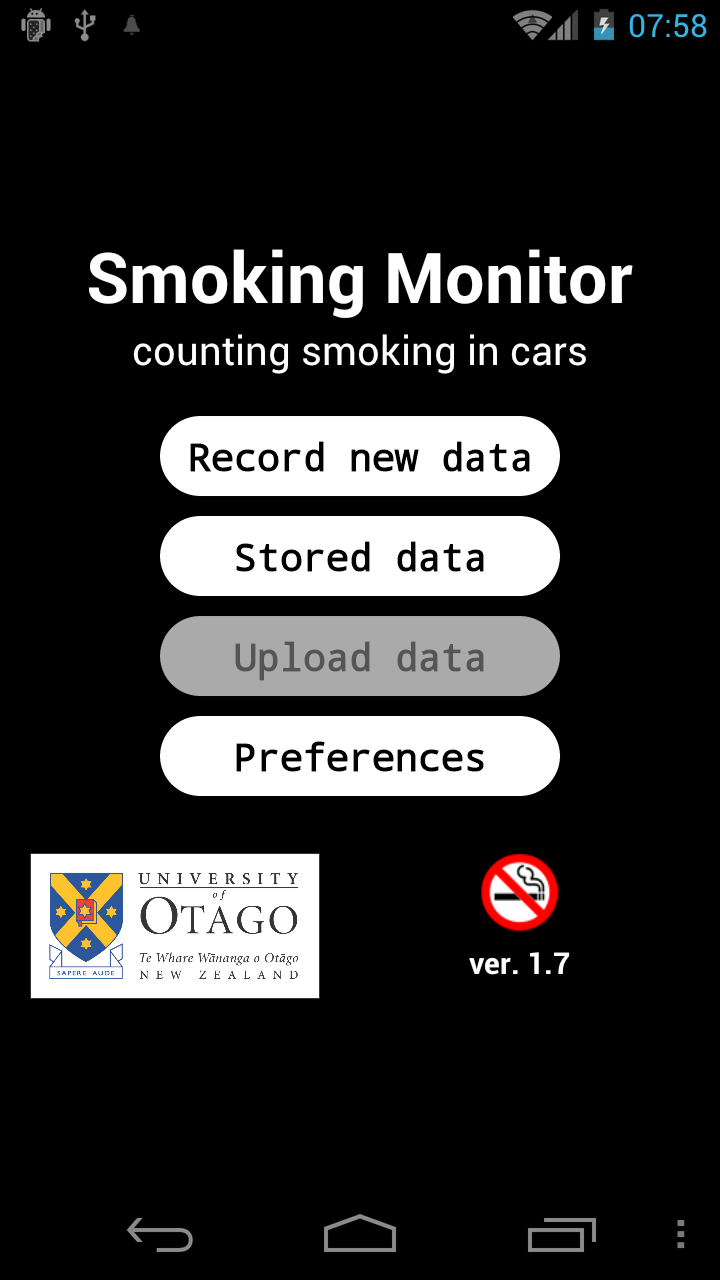 07:58
Smoking Monitor
counting smoking in cars
Record new data
Stored data
Upload data
Preferences
UNIVERSITY
of
OTAGO
Te Whare Wānanga o Otāgo
NEW ZEALAND
SAPERE AUDE
ver. 1.7